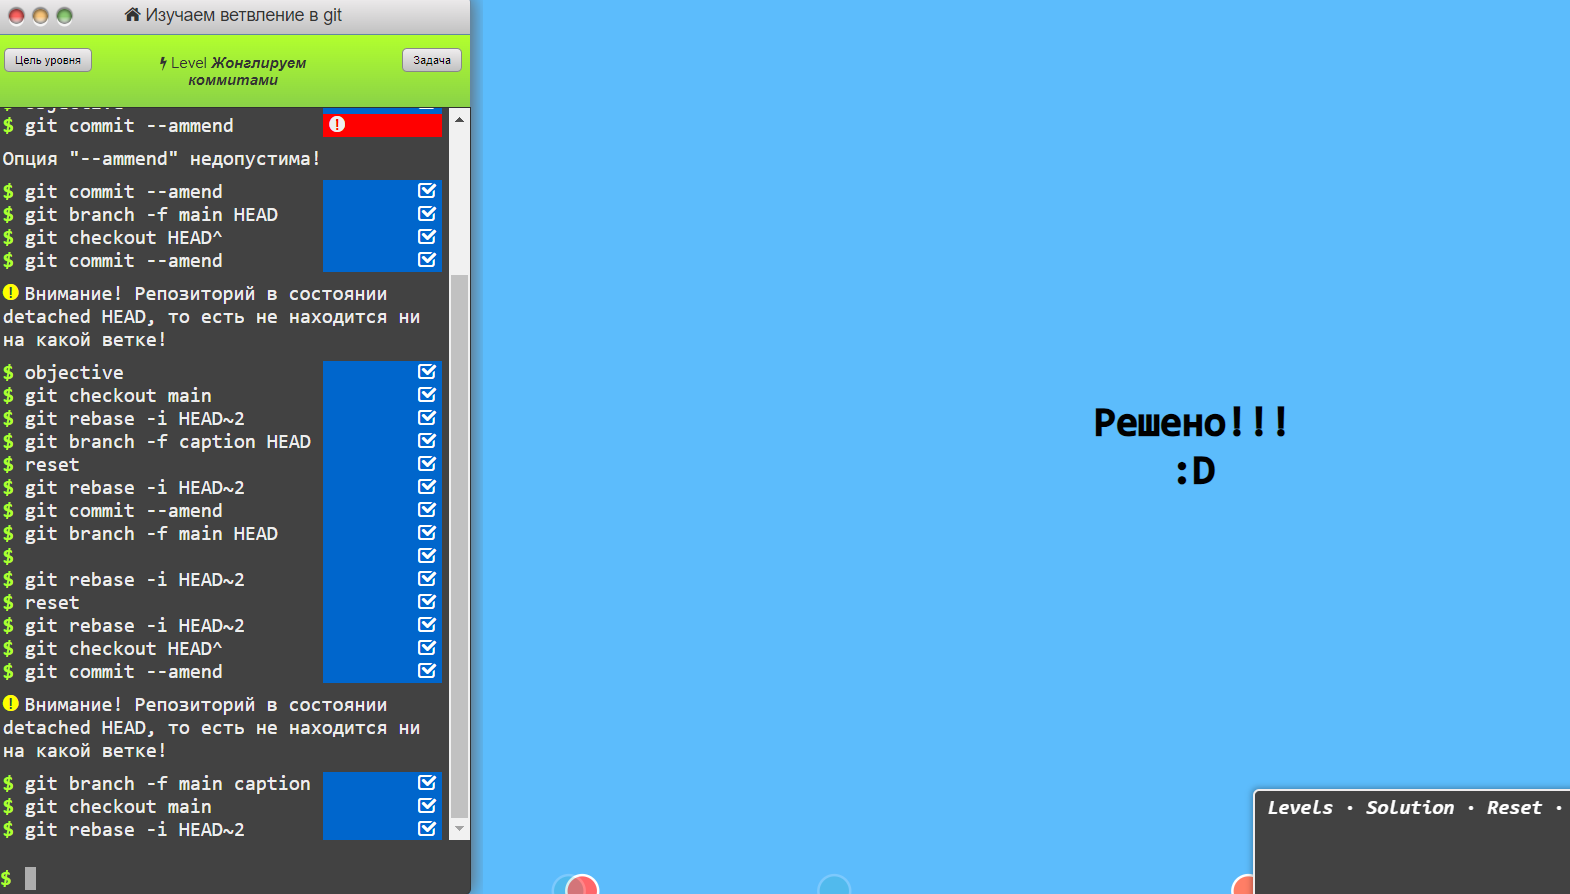 Изучаем ветвление в git
Цель уровня
Level Жонглируем
коммитами
Задача
$ git commit --ammend
Опция "--ammend" недопустима!
$ git commit --amend
$ git branch -f main HEAD
$ git checkout HEAD^
$ git commit --amend
Внимание! Репозиторий в состоянии
detached HEAD, то есть не находится ни
на какой ветке!
$ objective
$ git checkout main
$ git rebase -i HEAD~2
$ git branch -f caption HEAD
$ reset
$ git rebase -i HEAD~2
$ git commit --amend
$ git branch -f main HEAD
$
$ git rebase -i HEAD~2
$ reset
$ git rebase -i HEAD~2
$ git checkout HEAD^
$ git commit --amend
Внимание! Репозиторий в состоянии
detached HEAD, то есть не находится ни
на какой ветке!
$ git branch -f main caption
$ git checkout main
$ git rebase -i HEAD~2
$
Решено!!!
:D
Levels · Solution · Reset ·